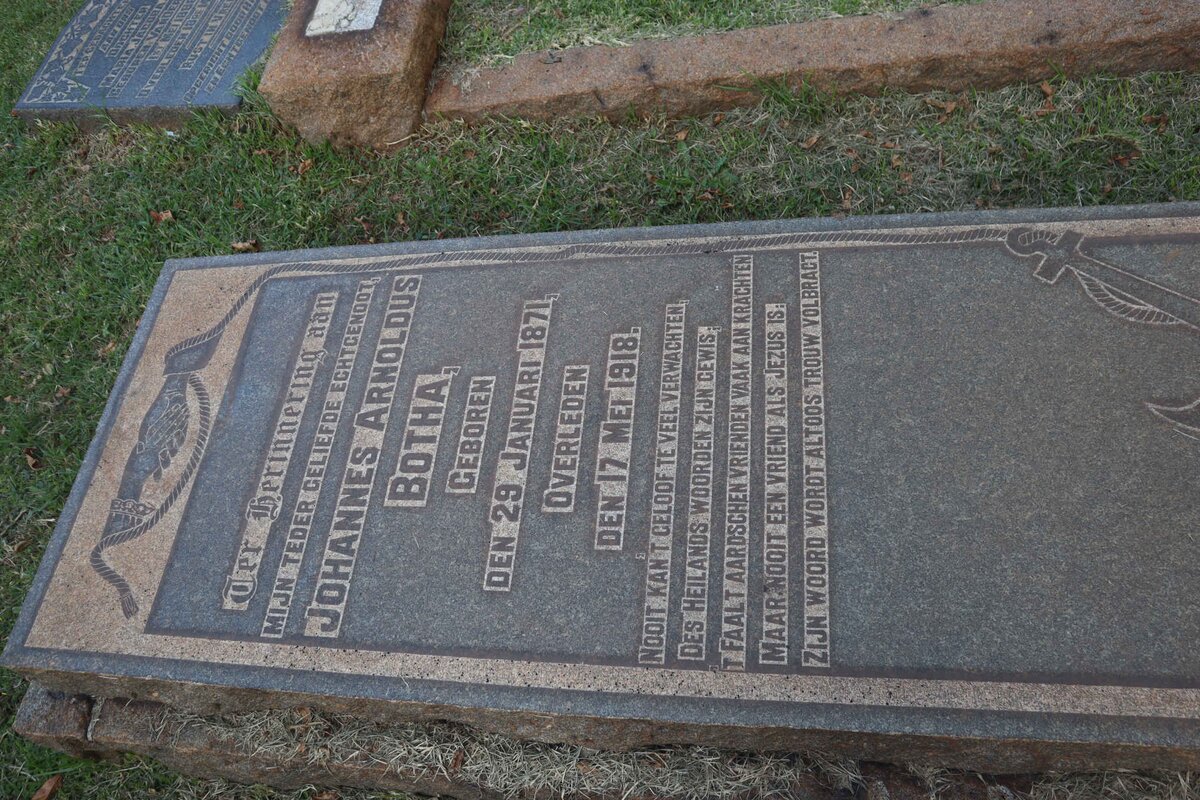 Ter Herinnering aan
MIJN TEDER GELIEFDE ECHTGENOOT,
JOHANNES ARNOLDUS
BOTHA,
GEBOREN
DEN 29 JANUARI 1871,
OVERLEDEN
DEN 17 MEI 1918.
NOOIT KAN 'T GELOOF TE VEEL VERWACHTEN,
DES HEILANDS WOORDEN ZIJN GEWIS;
'T FAALT AARDSCHEN VRIENDEN VAAK AAN KRACHTEN
MAAR NOOIT EEN VRIEND ALS JEZUS IS:
ZIJN WOORD WORDT ALTOOS TROUW VOLBRACHT